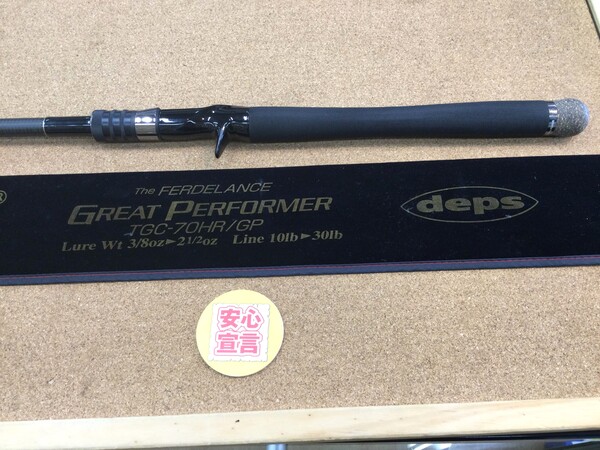 The FERDELANCE
GREAT PERFORMER
TGC-70HR/GP
Lure Wt 3/8oz►2 1/2oz Line 10lb►30lb
deps
®
安心
宣言